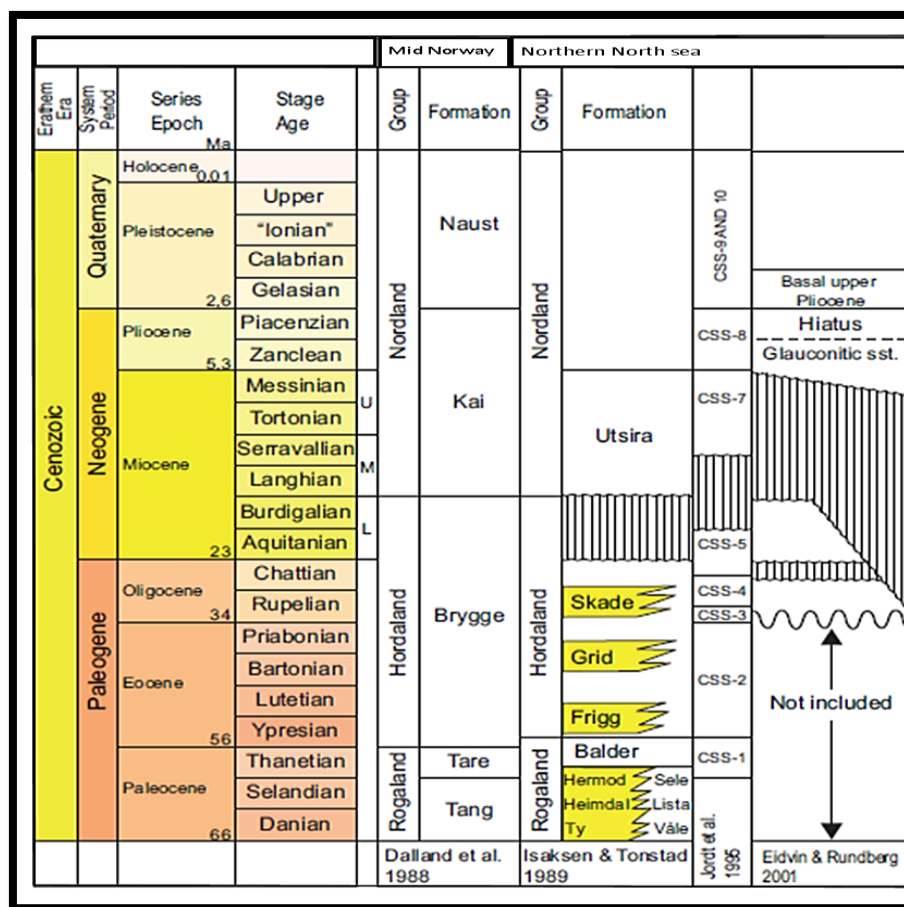 Mid Norway
Northern North sea
Erathem
Era
System
Period
Series
Epoch
Ma
Stage
Age
Group
Formation
Group
Formation
Cenozoic
Quaternary
Neogene
Paleogene
Holocene
0,01
Pleistocene
2,6
Pliocene
5,3
Miocene
23
Oligocene
34
Eocene
56
Paleocene
66
Upper
"Ionian"
Calabrian
Gelasian
Piacenzian
Zanclean
Messinian
Tortonian
Serravallian
Langhian
Burdigalian
Aquitanian
Chattian
Rupelian
Priabonian
Bartonian
Lutetian
Ypresian
Thanetian
Selandian
Danian
U
M
L
Nordland
Hordaland
Rogaland
Naust
Kai
Brygge
Tare
Tang
Dalland et al.
1988
Nordland
Hordaland
Rogaland
Utsira
Skade
Grid
Frigg
Balder
Hermod Sele
Heimdal Lista
Ty Våle
Isaksen & Tonstad
1989
CSS-9 AND 10
CSS-8
CSS-7
CSS-5
CSS-4
CSS-3
CSS-2
CSS-1
Jordt et al.
1995
Basal upper
Pliocene
Hiatus
Glauconitic sst.
Not included
Eidvin & Rundberg
2001